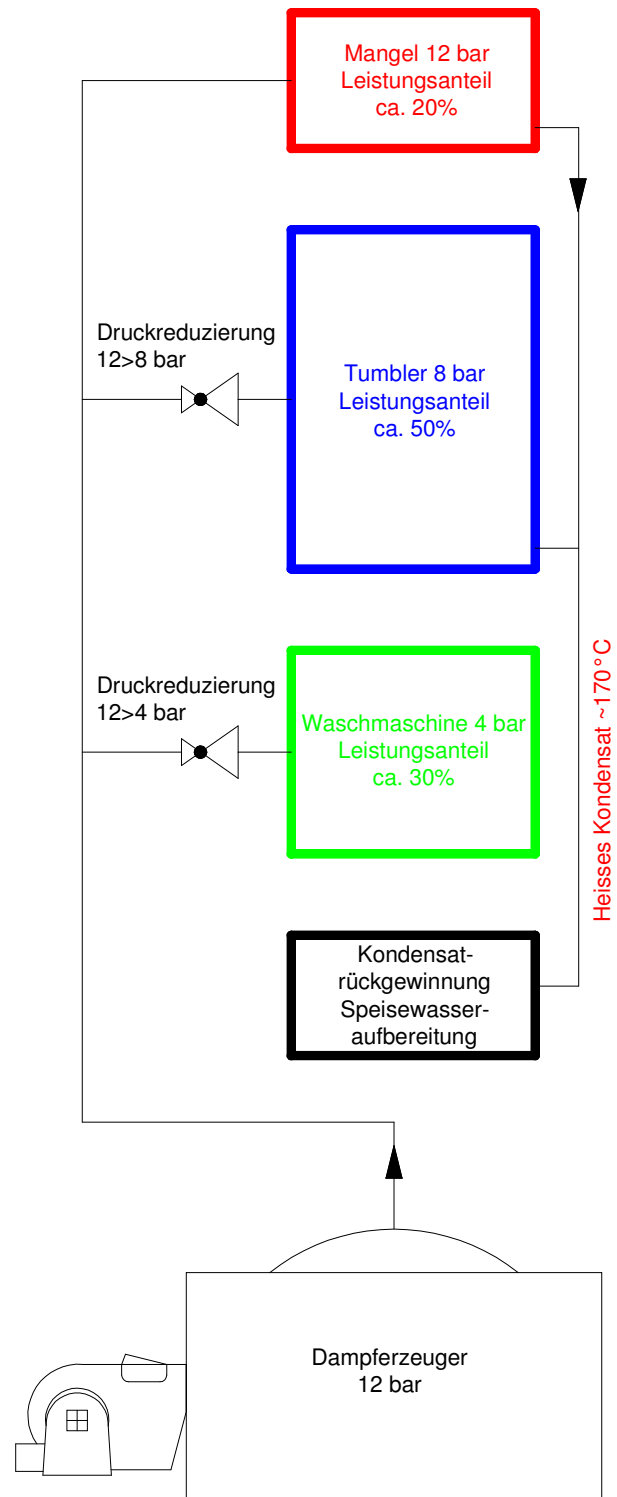 Mangel 12 bar
Leistungsanteil
ca. 20%
Druckreduzierung
12>8 bar
Tumbler 8 bar
Leistungsanteil
ca. 50%
Druckreduzierung
12>4 bar
Waschmaschine 4 bar
Leistungsanteil
ca. 30%
Heisses Kondensat ~170°C
Kondensat-
rückgewinnung
Speisewasser-
aufbereitung
Dampferzeuger
12 bar